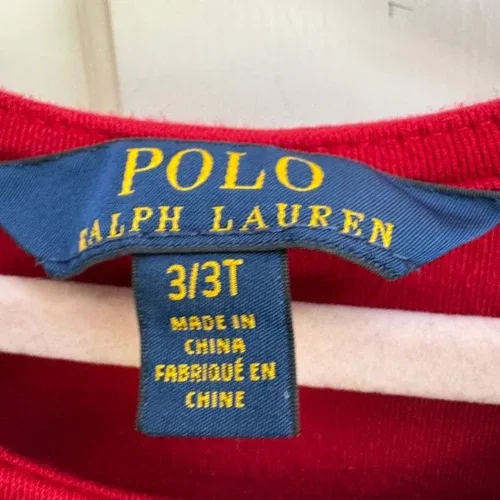 POLO
RALPH LAUREN
3/3T
MADE IN
CHINA
FABRIQUÉ EN
CHINE